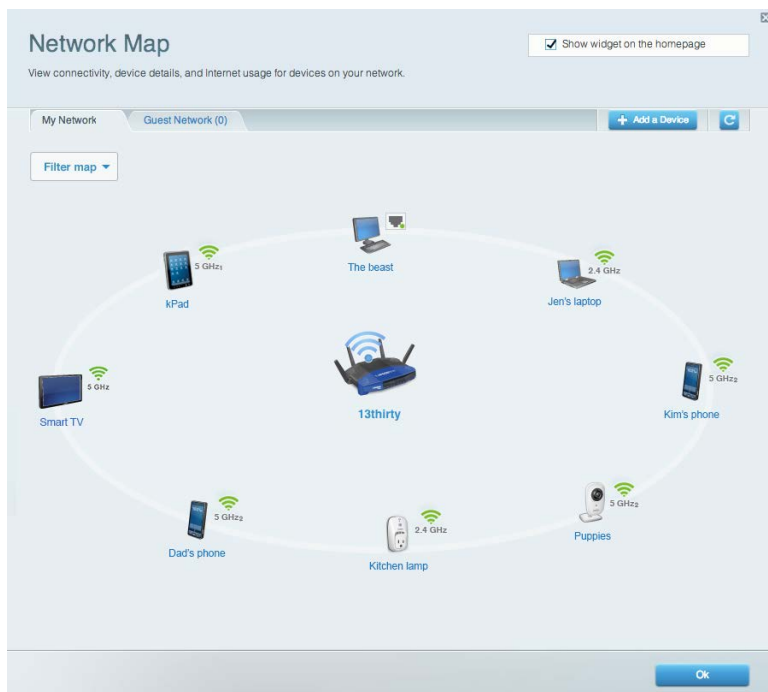 Network Map
Show widget on the homepage
View connectivity, device details, and Internet usage for devices on your network.
My Network
Guest Network (0)
Add a Device
Filter map
The beast
5 GHz1
kPad
2.4 GHz
Jen's laptop
5 GHz
Smart TV
13thirty
5 GHz2
Kim's phone
5 GHz2
Dad's phone
2.4 GHz
Kitchen lamp
5 GHz2
Puppies
Ok